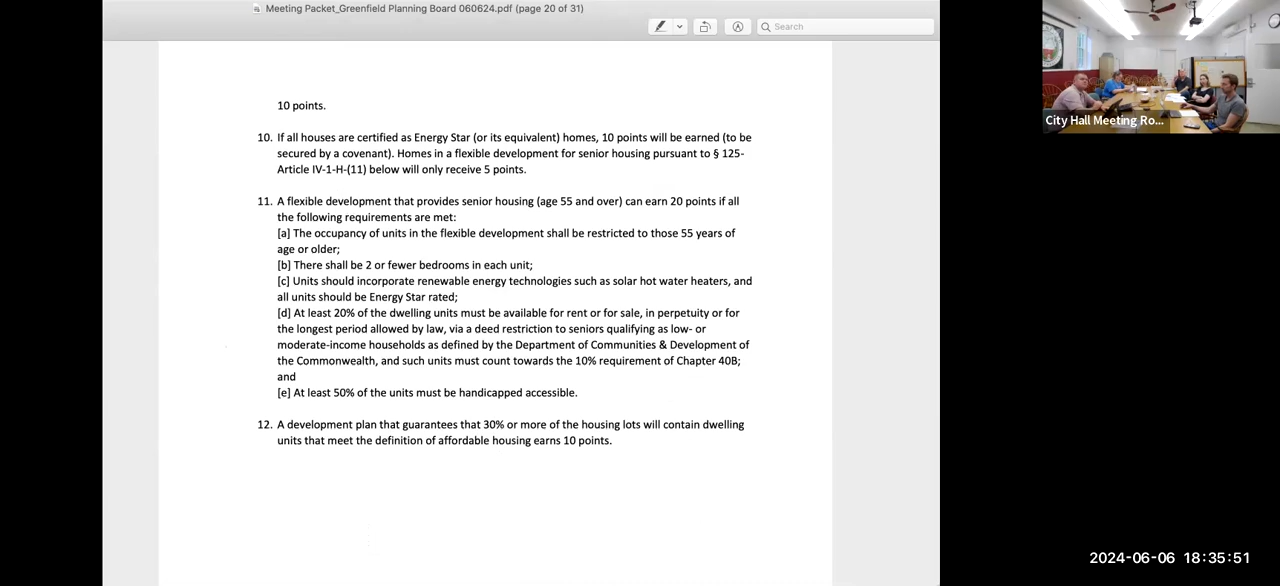 Meeting Packet_Greenfield Planning Board 060624.pdf (page 20 of 31)
Search
10 points.
10. If all houses are certified as Energy Star (or its equivalent) homes, 10 points will be earned (to be
secured by a covenant). Homes in a flexible development for senior housing pursuant to § 125-
Article IV-1-H-(11) below will only receive 5 points.
11. A flexible development that provides senior housing (age 55 and over) can earn 20 points if all
the following requirements are met:
[a] The occupancy of units in the flexible development shall be restricted to those 55 years of
age or older;
[b] There shall be 2 or fewer bedrooms in each unit;
[c] Units should incorporate renewable energy technologies such as solar hot water heaters, and
all units should be Energy Star rated;
[d] At least 20% of the dwelling units must be available for rent or for sale, in perpetuity or for
the longest period allowed by law, via a deed restriction to seniors qualifying as low- or
moderate-income households as defined by the Department of Communities & Development of
the Commonwealth, and such units must count towards the 10% requirement of Chapter 40B;
and
[e] At least 50% of the units must be handicapped accessible.
12. A development plan that guarantees that 30% or more of the housing lots will contain dwelling
units that meet the definition of affordable housing earns 10 points.
City Hall Meeting Ro...
2024-06-06 18:35:51